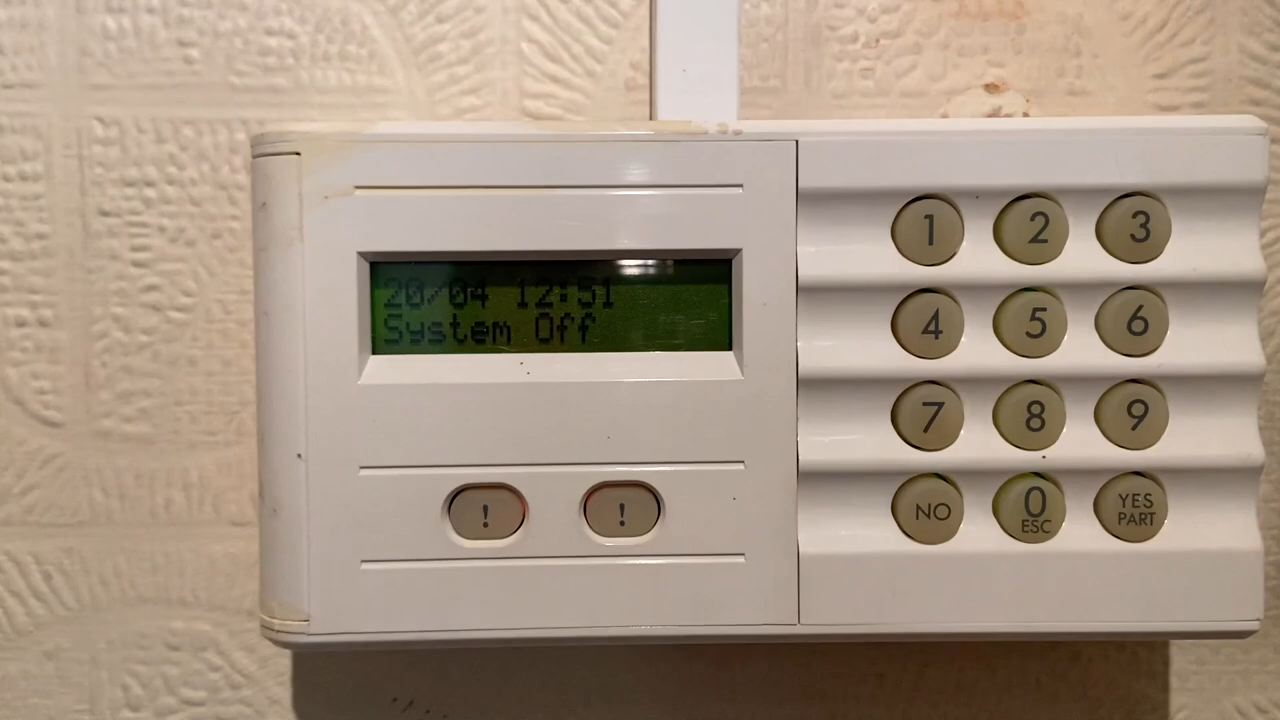 20/04 12:51
System Off
! !
1 2 3
4 5 6
7 8 9
NO 0 YES
ESC PART